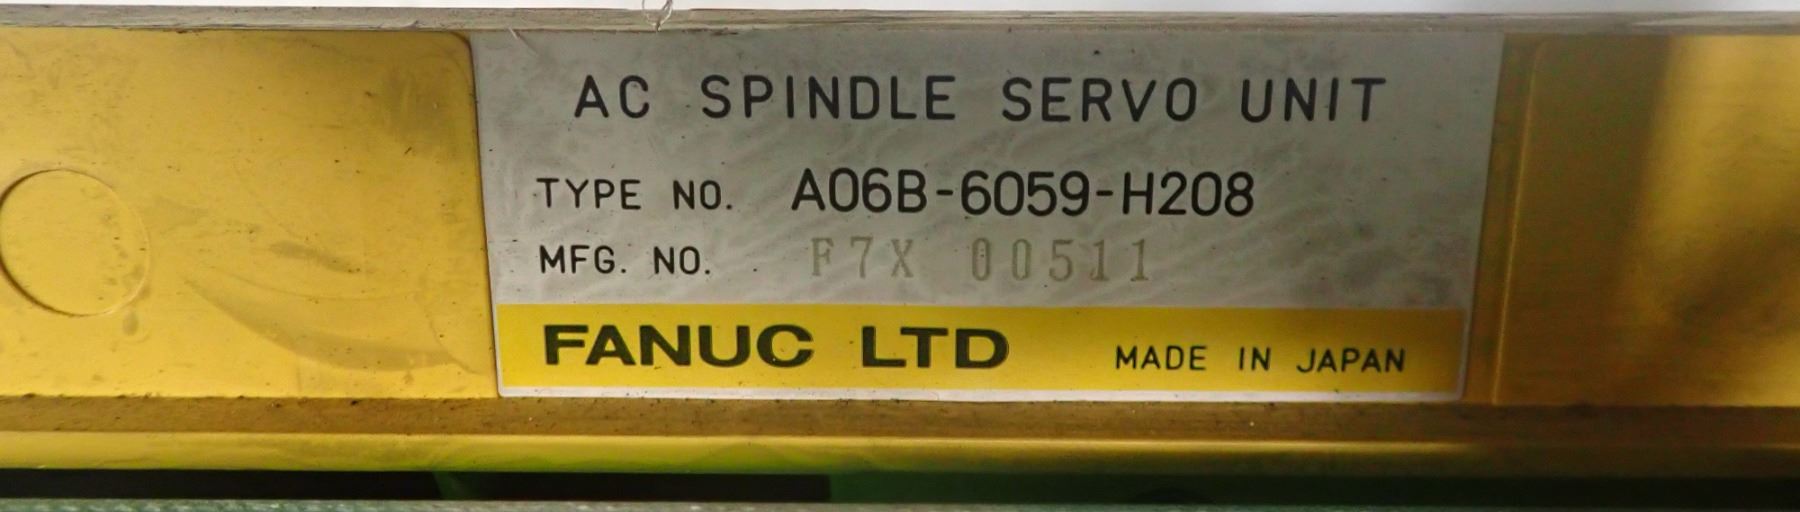 AC SPINDLE SERVO UNIT
TYPE NO. A06B-6059-H208
MFG. NO. F7X 00511
FANUC LTD MADE IN JAPAN